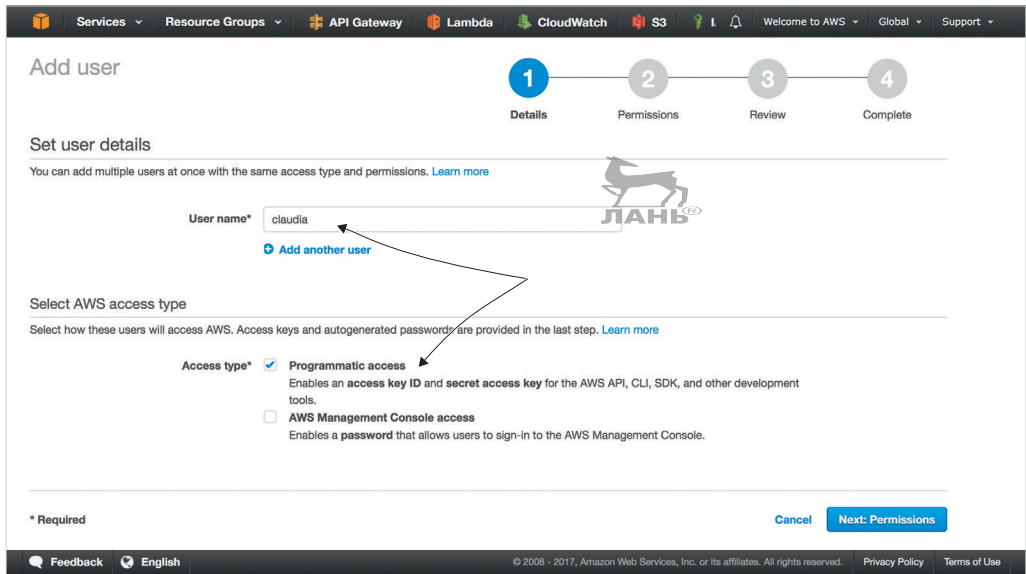 Services Resource Groups API Gateway Lambda CloudWatch S3 Welcome to AWS Global Support
Add user
1 2 3 4
Details Permissions Review Complete
Set user details
You can add multiple users at once with the same access type and permissions. Learn more
ЛАНЬ®
User name* claudia
Add another user
Select AWS access type
Select how these users will access AWS. Access keys and autogenerated passwords are provided in the last step. Learn more
Access type* Programmatic access
Enables an access key ID and secret access key for the AWS API, CLI, SDK, and other development
tools.
AWS Management Console access
Enables a password that allows users to sign-in to the AWS Management Console.
* Required Cancel Next: Permissions
Feedback English © 2008 - 2017, Amazon Web Services, Inc. or its affiliates. All rights reserved. Privacy Policy Terms of Use